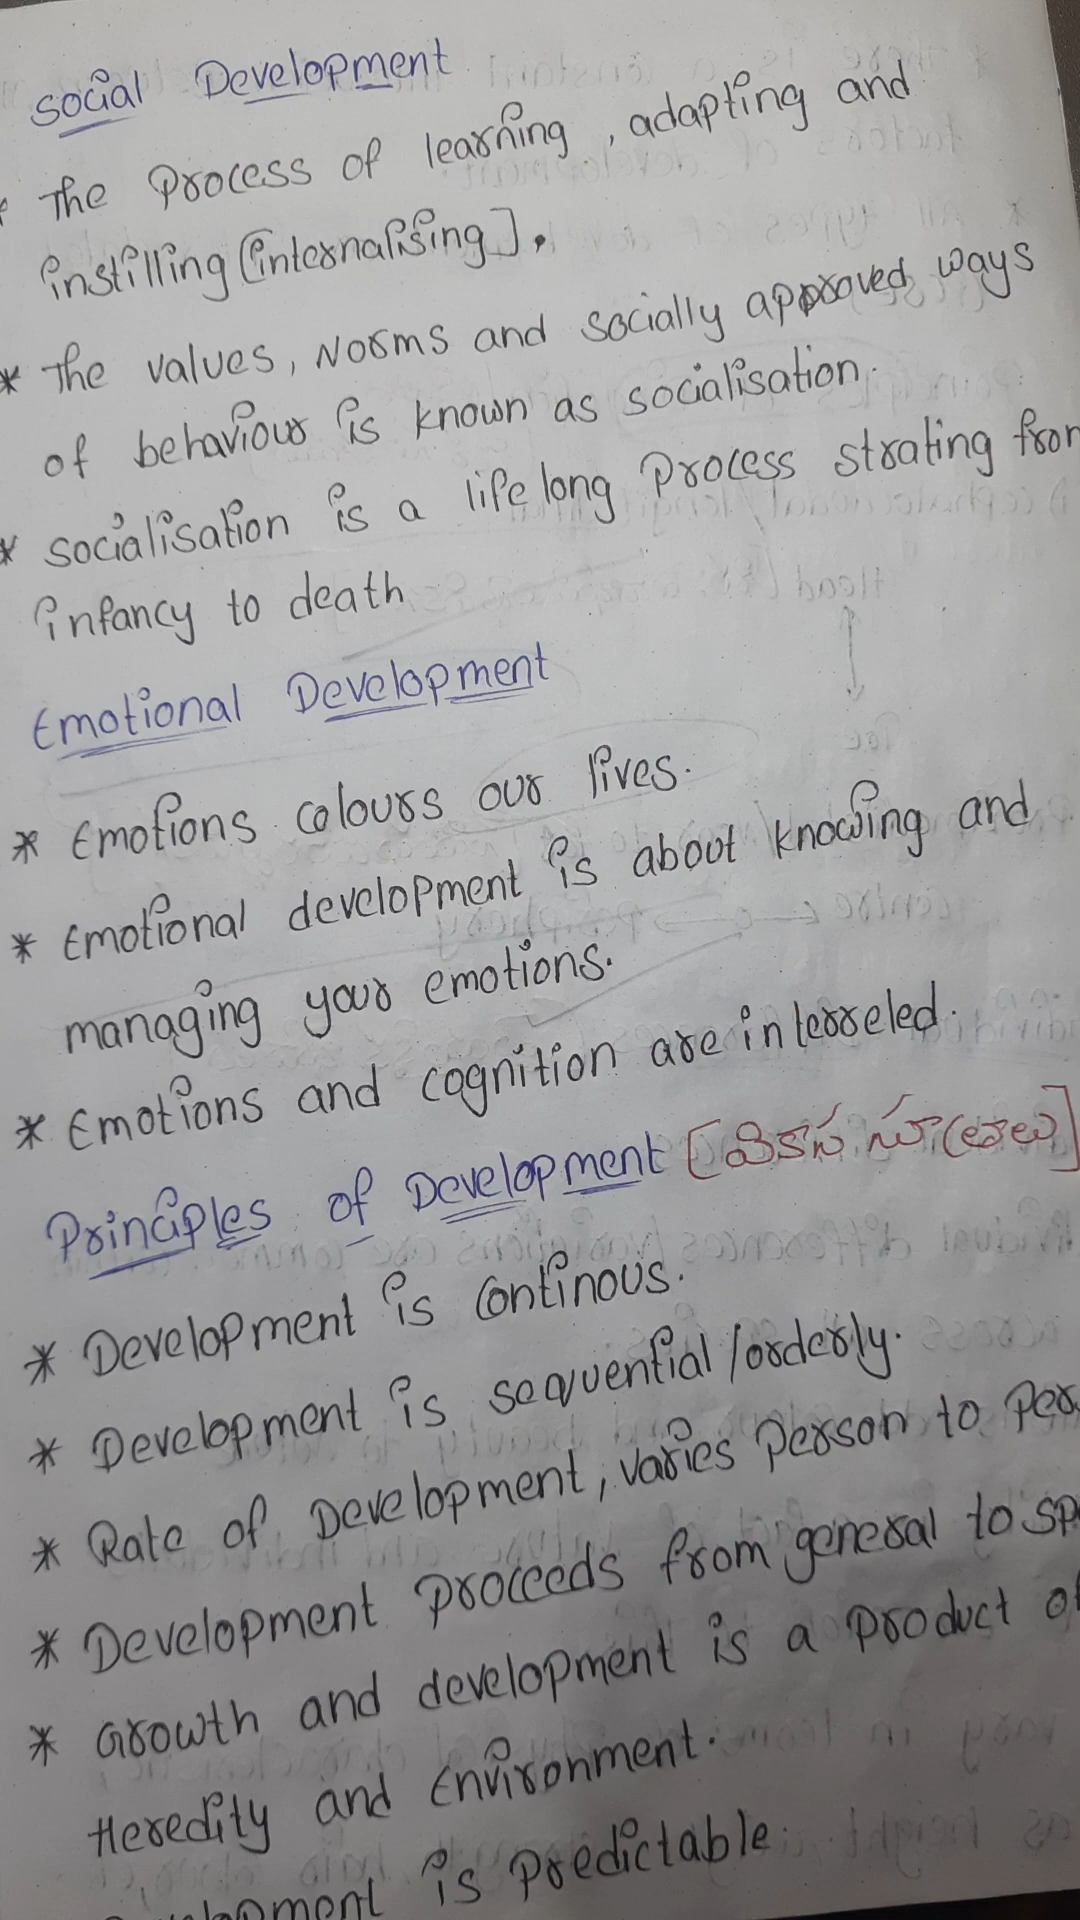 social Development
* The process of learning, adapting and
instilling [internalising].
* The values, Norms and socially approved ways
of behaviour is known as socialisation.
* socialisation is a life long process strating from
infancy to death
Emotional Development
* Emotions colours our lives.
* Emotional development is about knowing and
managing your emotions.
* Emotions and cognition are interreled.
Principles of Development [వికాస సూత్రాలు]
* Development is continous.
* Development is sequential /orderly.
* Rate of Development, varies person to per
* Development proceeds from general to sp
* Growth and development is a product of
Heredity and Environment.
is predictable.